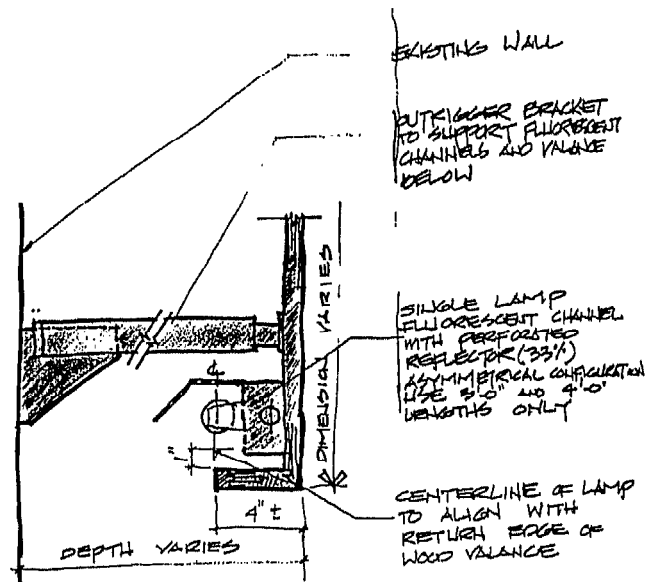 EXISTING WALL
OUTRIGGER BRACKET
TO SUPPORT FLUORESCENT
CHANNELS AND VALANCE
BELOW
DIMENSION VARIES
SINGLE LAMP
FLUORESCENT CHANNEL
WITH PERFORATED
REFLECTOR (33%)
ASYMMETRICAL CONFIGURATION
USE 3'-0" AND 4'-0"
LENGTHS ONLY
℄
1"
4" ±
CENTERLINE OF LAMP
TO ALIGN WITH
RETURN EDGE OF
WOOD VALANCE
DEPTH VARIES